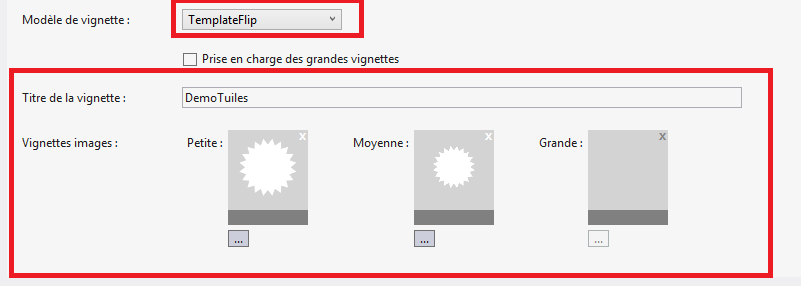 Modèle de vignette : TemplateFlip
Prise en charge des grandes vignettes
Titre de la vignette : DemoTuiles
Vignettes images : Petite : x Moyenne : x Grande : x
... ... ...